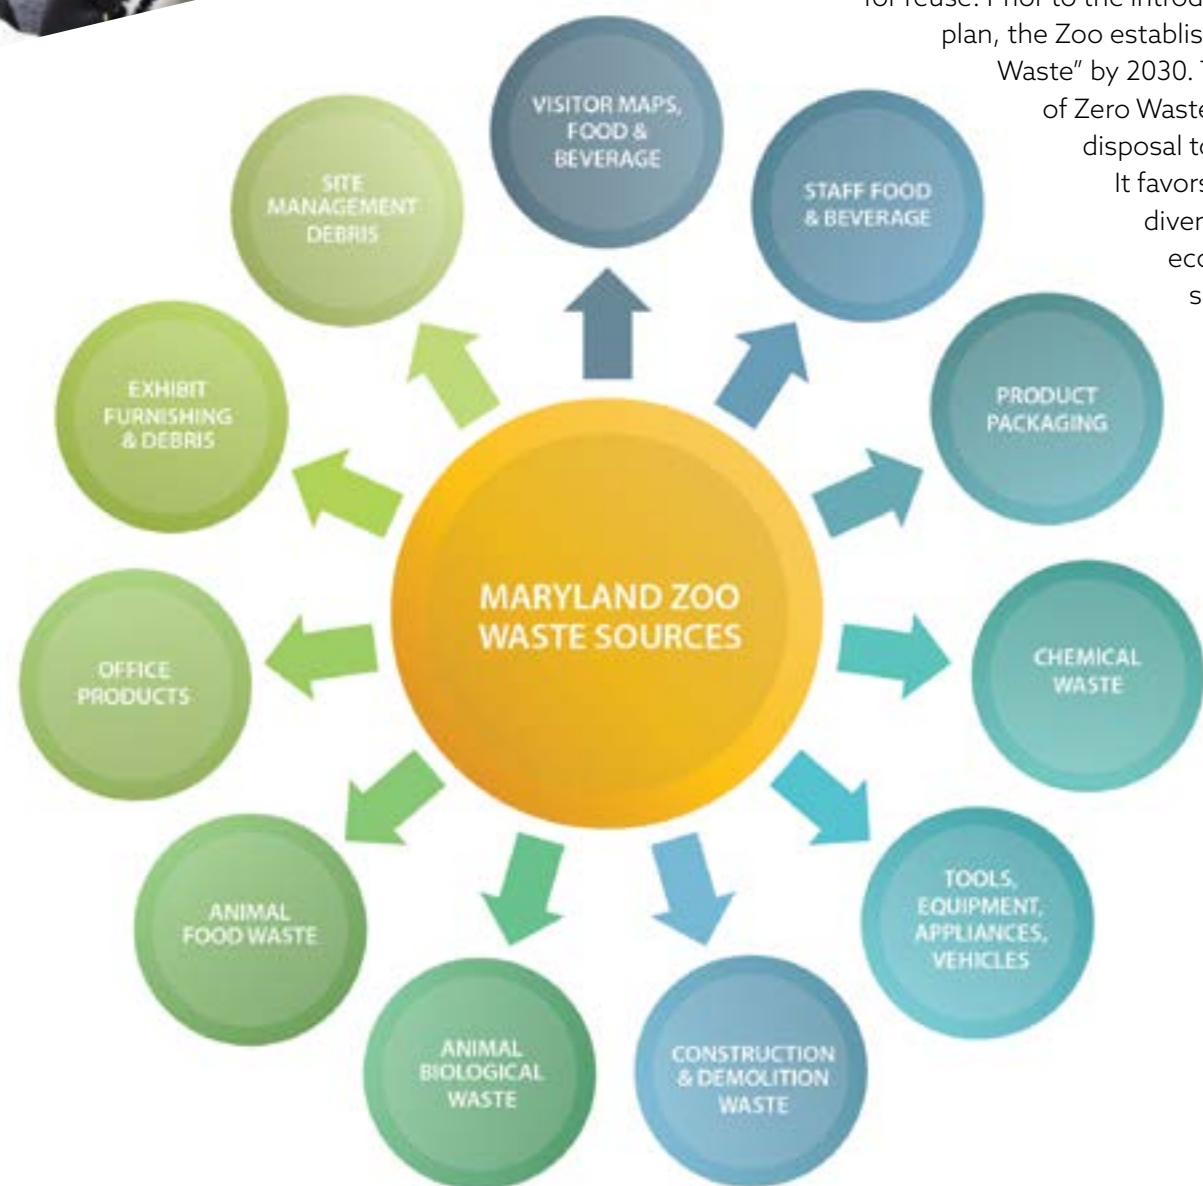 for reuse. Prior to the introd
plan, the Zoo establis
Waste” by 2030. T
of Zero Waste
disposal to
It favors
diver
eco
s
VISITOR MAPS,
FOOD &
BEVERAGE
STAFF FOOD
& BEVERAGE
PRODUCT
PACKAGING
CHEMICAL
WASTE
TOOLS,
EQUIPMENT,
APPLIANCES,
VEHICLES
CONSTRUCTION
& DEMOLITION
WASTE
ANIMAL
BIOLOGICAL
WASTE
ANIMAL
FOOD WASTE
OFFICE
PRODUCTS
EXHIBIT
FURNISHING
& DEBRIS
SITE
MANAGEMENT
DEBRIS
MARYLAND ZOO
WASTE SOURCES